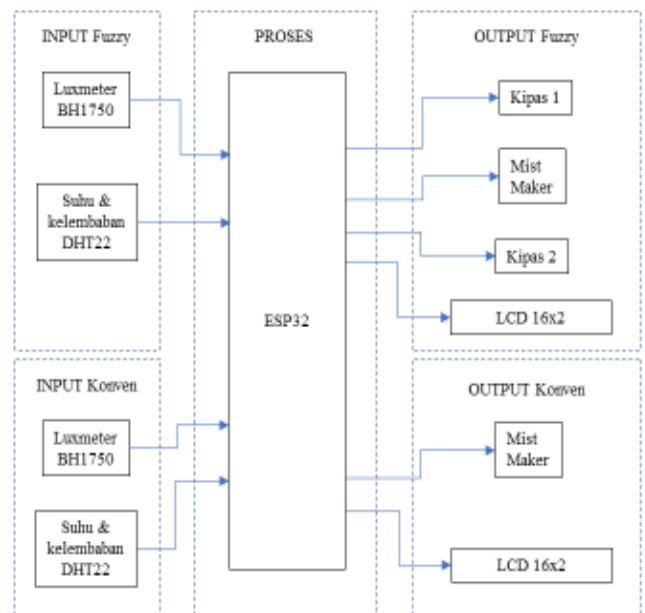 INPUT Fuzzy
Luxmeter
BH1750
Suhu &
kelembaban
DHT22
INPUT Konven
Luxmeter
BH1750
Suhu &
kelembaban
DHT22
PROSES
ESP32
OUTPUT Fuzzy
Kipas 1
Mist
Maker
Kipas 2
LCD 16x2
OUTPUT Konven
Mist
Maker
LCD 16x2